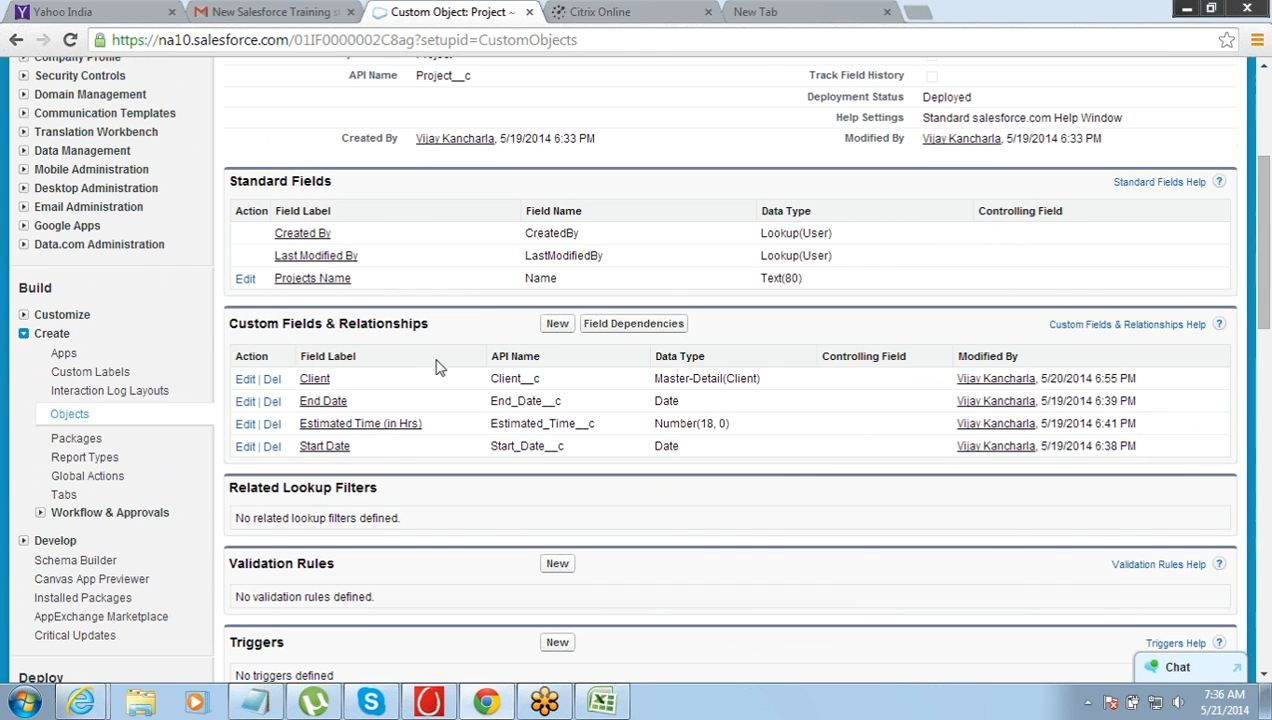 Yahoo India
New Salesforce Training s
Custom Object: Project ~
Citrix Online
New Tab
https://na10.salesforce.com/01IF0000002C8ag?setupid=CustomObjects
Company Profile
Security Controls
Domain Management
Communication Templates
Translation Workbench
Data Management
Mobile Administration
Desktop Administration
Email Administration
Google Apps
Data.com Administration
Build
Customize
Create
Apps
Custom Labels
Interaction Log Layouts
Objects
Packages
Report Types
Global Actions
Tabs
Workflow & Approvals
Develop
Schema Builder
Canvas App Previewer
Installed Packages
AppExchange Marketplace
Critical Updates
Deploy
API Name Project__c Track Field History
Deployment Status Deployed
Help Settings Standard salesforce.com Help Window
Created By Vijay Kancharla, 5/19/2014 6:33 PM Modified By Vijay Kancharla, 5/19/2014 6:33 PM
Standard Fields Standard Fields Help ?
Action Field Label Field Name Data Type Controlling Field
Created By CreatedBy Lookup(User)
Last Modified By LastModifiedBy Lookup(User)
Edit Projects Name Name Text(80)
Custom Fields & Relationships New Field Dependencies Custom Fields & Relationships Help ?
Action Field Label API Name Data Type Controlling Field Modified By
Edit | Del Client Client__c Master-Detail(Client) Vijay Kancharla, 5/20/2014 6:55 PM
Edit | Del End Date End_Date__c Date Vijay Kancharla, 5/19/2014 6:39 PM
Edit | Del Estimated Time (in Hrs) Estimated_Time__c Number(18, 0) Vijay Kancharla, 5/19/2014 6:41 PM
Edit | Del Start Date Start_Date__c Date Vijay Kancharla, 5/19/2014 6:38 PM
Related Lookup Filters
No related lookup filters defined.
Validation Rules New Validation Rules Help ?
No validation rules defined.
Triggers New Triggers Help ?
No triggers defined
Chat
7:36 AM
5/21/2014